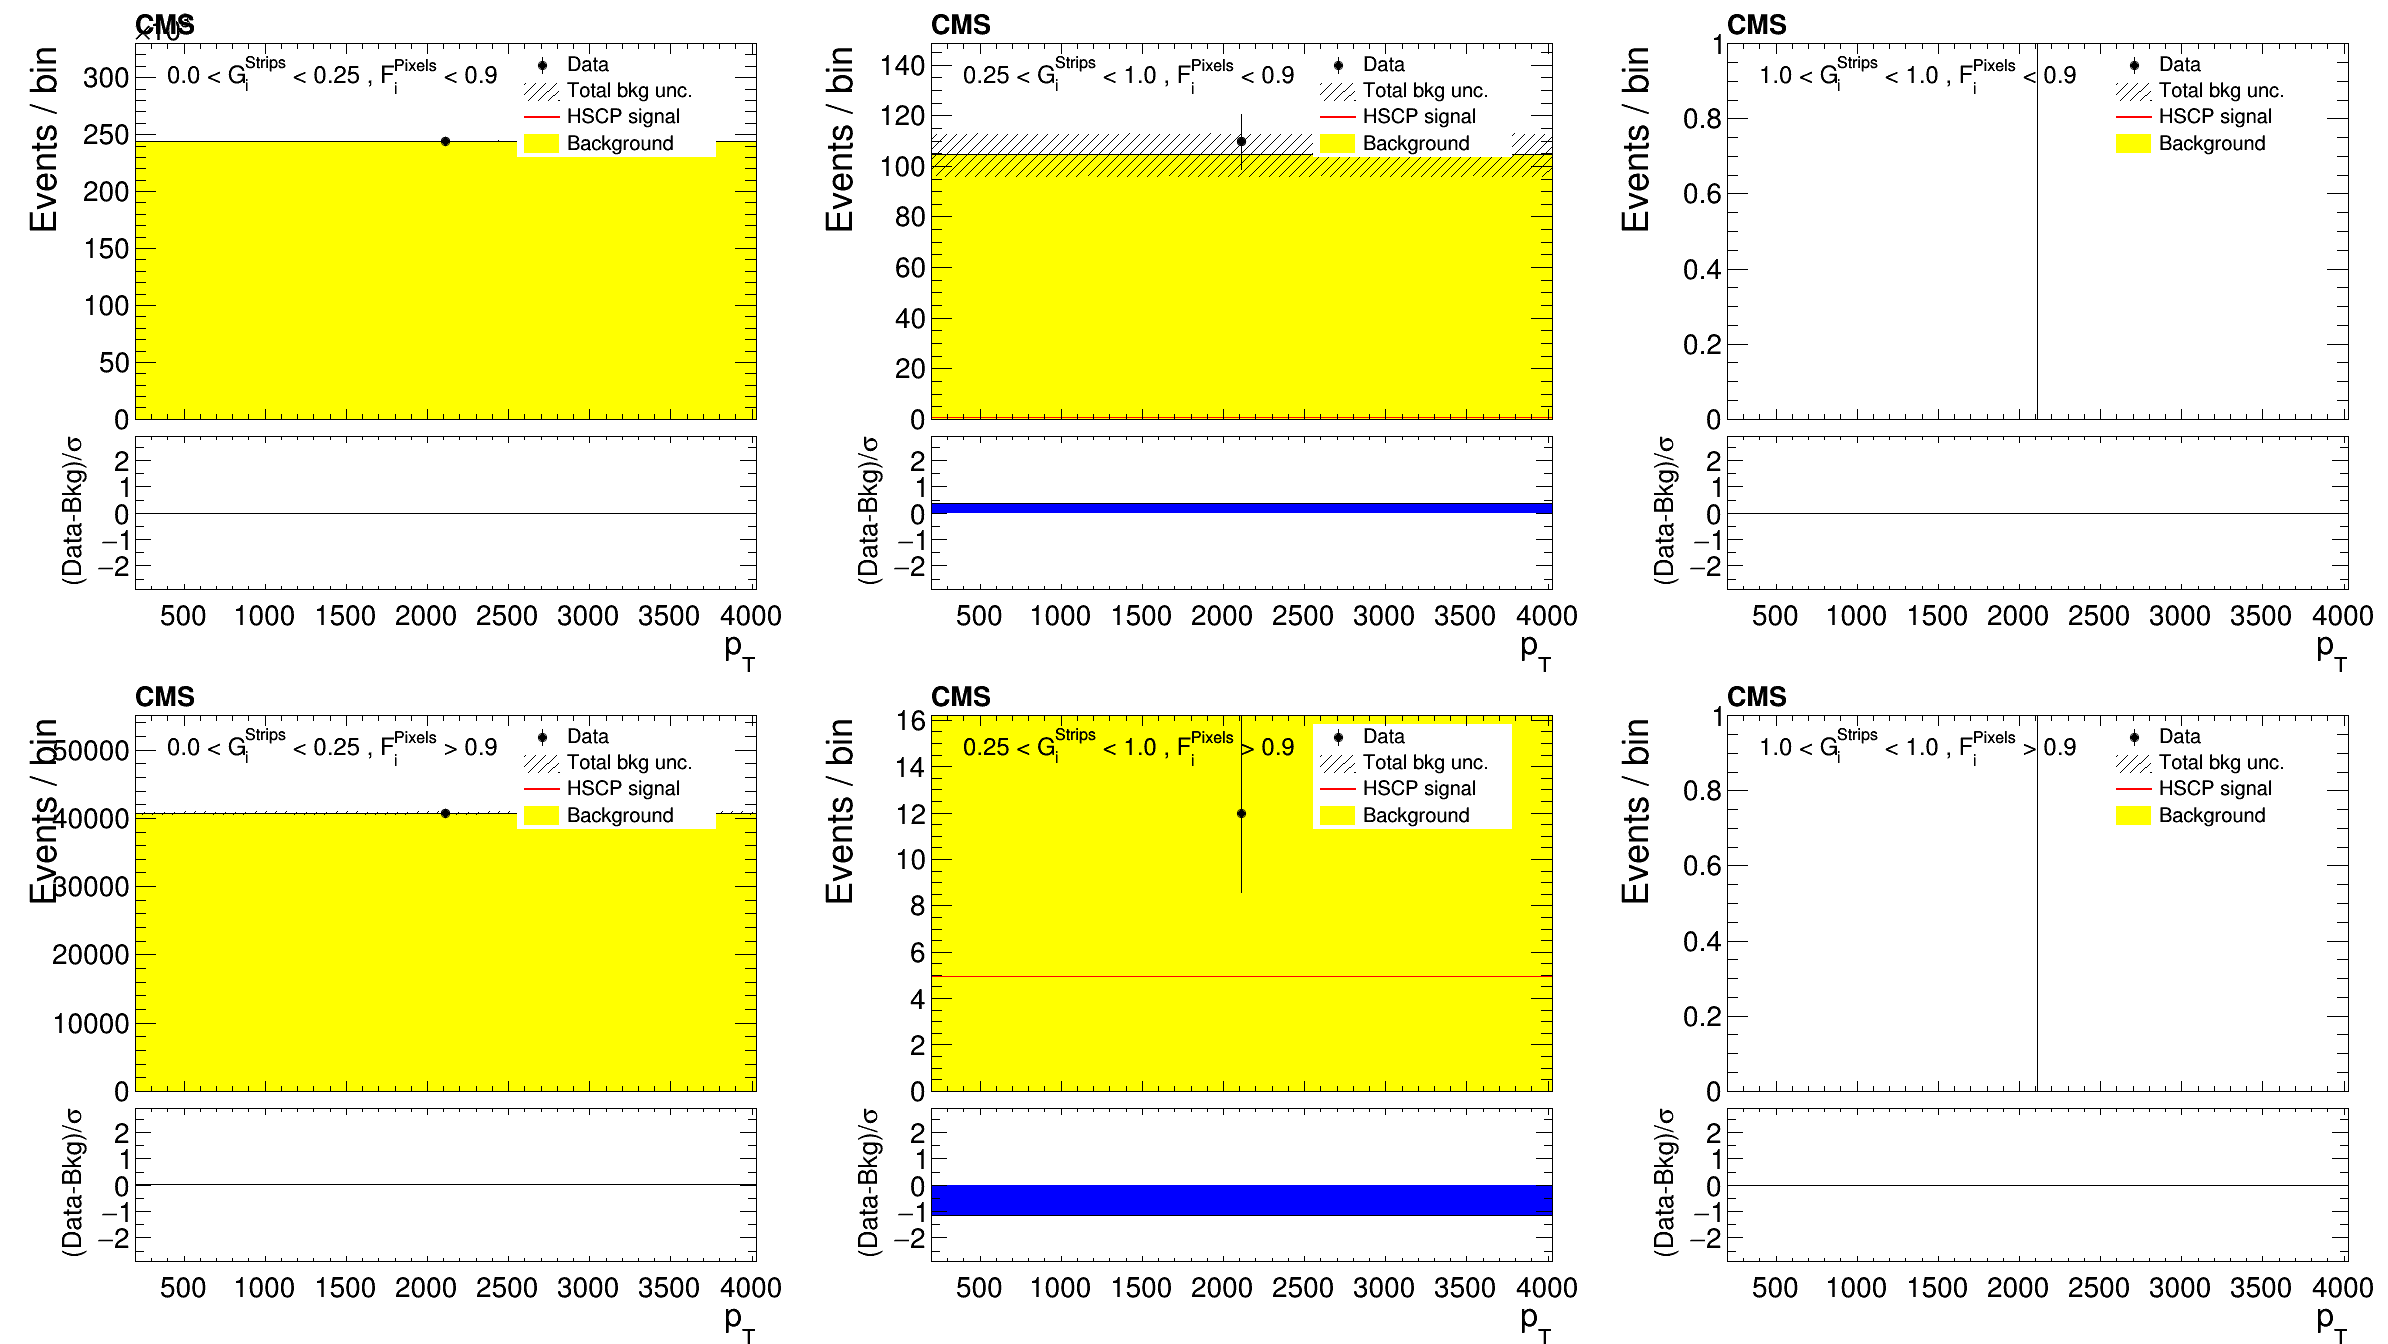 CMS
×10
Events / bin
0.0 < G_i^Strips < 0.25 , F_i^Pixels < 0.9
Data
Total bkg unc.
HSCP signal
Background
300
250
200
150
100
50
0
(Data-Bkg)/σ
2
1
0
−1
−2
500 1000 1500 2000 2500 3000 3500 4000
p_T
CMS
Events / bin
0.25 < G_i^Strips < 1.0 , F_i^Pixels < 0.9
Data
Total bkg unc.
HSCP signal
Background
140
120
100
80
60
40
20
0
(Data-Bkg)/σ
2
1
0
−1
−2
500 1000 1500 2000 2500 3000 3500 4000
p_T
CMS
Events / bin
1.0 < G_i^Strips < 1.0 , F_i^Pixels < 0.9
Data
Total bkg unc.
HSCP signal
Background
1
0.8
0.6
0.4
0.2
0
(Data-Bkg)/σ
2
1
0
−1
−2
500 1000 1500 2000 2500 3000 3500 4000
p_T
CMS
Events / bin
0.0 < G_i^Strips < 0.25 , F_i^Pixels > 0.9
Data
Total bkg unc.
HSCP signal
Background
50000
40000
30000
20000
10000
0
(Data-Bkg)/σ
2
1
0
−1
−2
500 1000 1500 2000 2500 3000 3500 4000
p_T
CMS
Events / bin
0.25 < G_i^Strips < 1.0 , F_i^Pixels > 0.9
Data
Total bkg unc.
HSCP signal
Background
16
14
12
10
8
6
4
2
0
(Data-Bkg)/σ
2
1
0
−1
−2
500 1000 1500 2000 2500 3000 3500 4000
p_T
CMS
Events / bin
1.0 < G_i^Strips < 1.0 , F_i^Pixels > 0.9
Data
Total bkg unc.
HSCP signal
Background
1
0.8
0.6
0.4
0.2
0
(Data-Bkg)/σ
2
1
0
−1
−2
500 1000 1500 2000 2500 3000 3500 4000
p_T